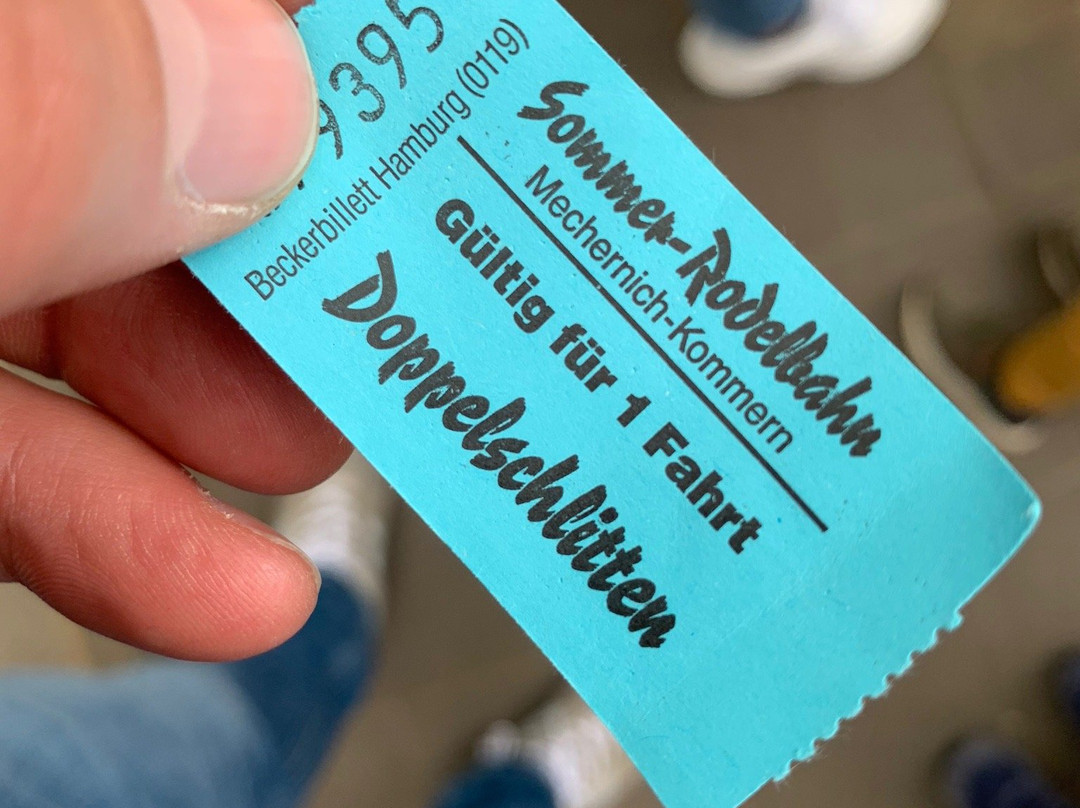 Sommer-Rodelbahn
Mechernich-Kommern
Gültig für 1 Fahrt
Doppelschlitten
Beckerbillett Hamburg (0119)
9395